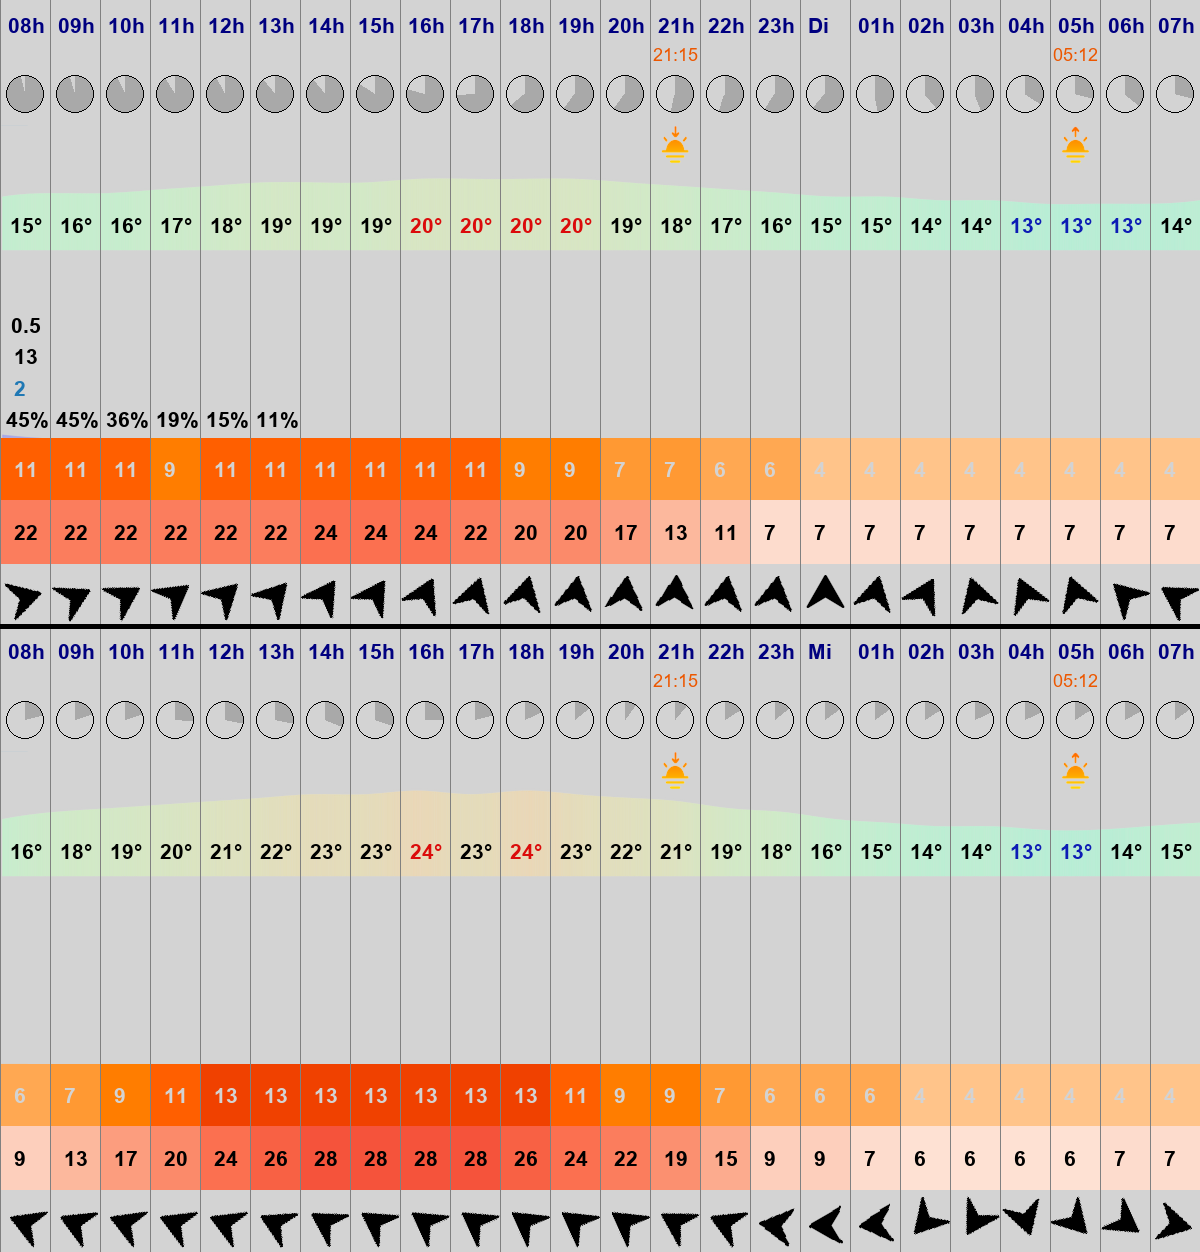 08h 09h 10h 11h 12h 13h 14h 15h 16h 17h 18h 19h 20h 21h 22h 23h Di 01h 02h 03h 04h 05h 06h 07h
21:15 05:12
15° 16° 16° 17° 18° 19° 19° 19° 20° 20° 20° 20° 19° 18° 17° 16° 15° 15° 14° 14° 13° 13° 13° 14°
0.5
13
2
45% 45% 36% 19% 15% 11%
11 11 11 9 11 11 11 11 11 11 9 9 7 7 6 6 4 4 4 4 4 4 4 4
22 22 22 22 22 22 24 24 24 22 20 20 17 13 11 7 7 7 7 7 7 7 7 7
08h 09h 10h 11h 12h 13h 14h 15h 16h 17h 18h 19h 20h 21h 22h 23h Mi 01h 02h 03h 04h 05h 06h 07h
21:15 05:12
16° 18° 19° 20° 21° 22° 23° 23° 24° 23° 24° 23° 22° 21° 19° 18° 16° 15° 14° 14° 13° 13° 14° 15°
6 7 9 11 13 13 13 13 13 13 13 11 9 9 7 6 6 6 4 4 4 4 4 4
9 13 17 20 24 26 28 28 28 28 26 24 22 19 15 9 9 7 6 6 6 6 7 7